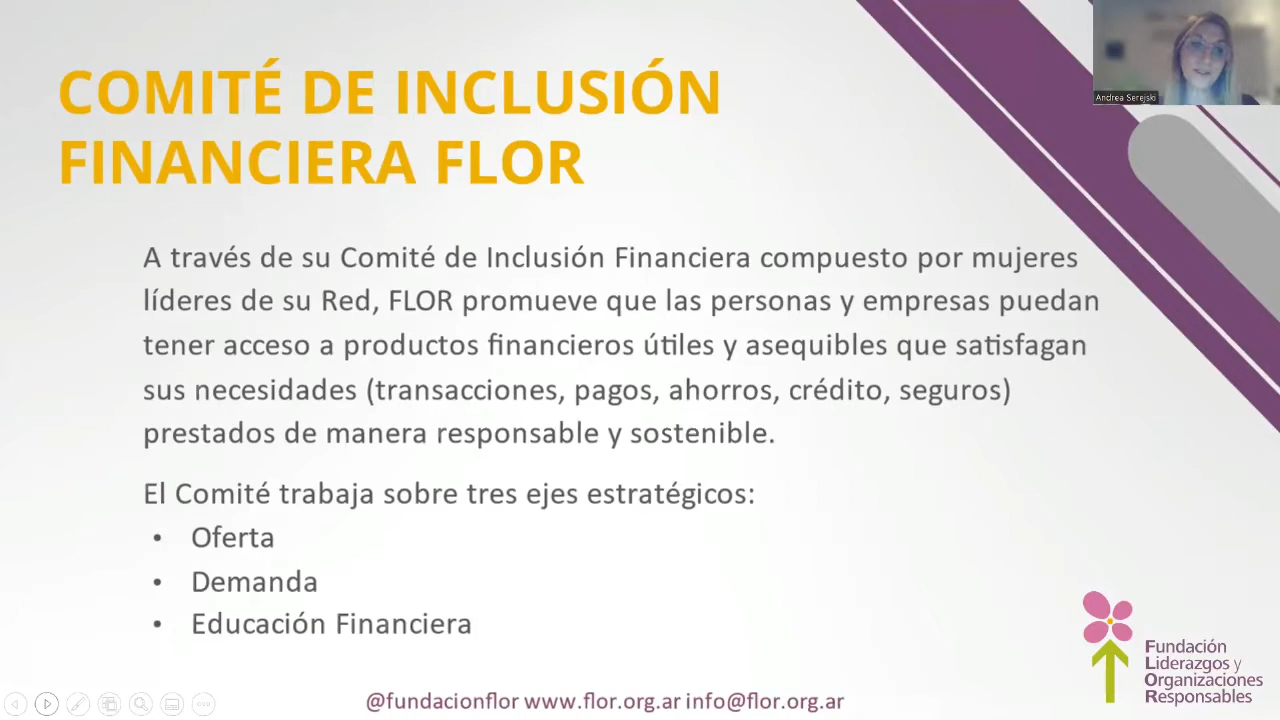 COMITÉ DE INCLUSIÓN
FINANCIERA FLOR
Andrea Serejski
A través de su Comité de Inclusión Financiera compuesto por mujeres
líderes de su Red, FLOR promueve que las personas y empresas puedan
tener acceso a productos financieros útiles y asequibles que satisfagan
sus necesidades (transacciones, pagos, ahorros, crédito, seguros)
prestados de manera responsable y sostenible.
El Comité trabaja sobre tres ejes estratégicos:
• Oferta
• Demanda
• Educación Financiera
Fundación
Liderazgos y
Organizaciones
Responsables
@fundacionflor www.flor.org.ar info@flor.org.ar